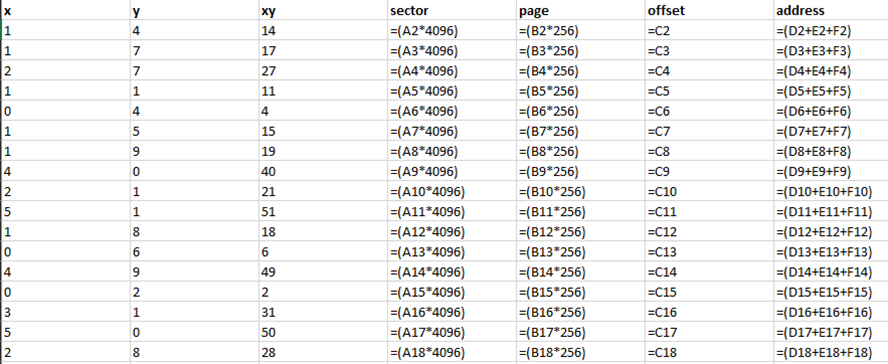 x y xy sector page offset address
1 4 14 =(A2*4096) =(B2*256) =C2 =(D2+E2+F2)
1 7 17 =(A3*4096) =(B3*256) =C3 =(D3+E3+F3)
2 7 27 =(A4*4096) =(B4*256) =C4 =(D4+E4+F4)
1 1 11 =(A5*4096) =(B5*256) =C5 =(D5+E5+F5)
0 4 4 =(A6*4096) =(B6*256) =C6 =(D6+E6+F6)
1 5 15 =(A7*4096) =(B7*256) =C7 =(D7+E7+F7)
1 9 19 =(A8*4096) =(B8*256) =C8 =(D8+E8+F8)
4 0 40 =(A9*4096) =(B9*256) =C9 =(D9+E9+F9)
2 1 21 =(A10*4096) =(B10*256) =C10 =(D10+E10+F10)
5 1 51 =(A11*4096) =(B11*256) =C11 =(D11+E11+F11)
1 8 18 =(A12*4096) =(B12*256) =C12 =(D12+E12+F12)
0 6 6 =(A13*4096) =(B13*256) =C13 =(D13+E13+F13)
4 9 49 =(A14*4096) =(B14*256) =C14 =(D14+E14+F14)
0 2 2 =(A15*4096) =(B15*256) =C15 =(D15+E15+F15)
3 1 31 =(A16*4096) =(B16*256) =C16 =(D16+E16+F16)
5 0 50 =(A17*4096) =(B17*256) =C17 =(D17+E17+F17)
2 8 28 =(A18*4096) =(B18*256) =C18 =(D18+E18+F18)